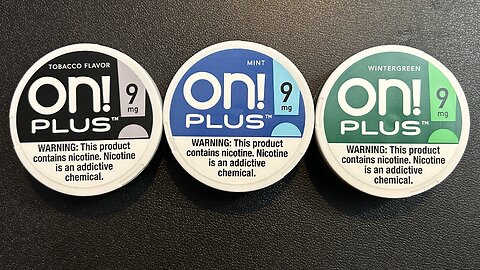 TOBACCO FLAVOR
on!
PLUS™
9
mg
WARNING: This product
contains nicotine. Nicotine
is an addictive
chemical.
MINT
on!
PLUS™
9
mg
WARNING: This product
contains nicotine. Nicotine
is an addictive
chemical.
WINTERGREEN
on!
PLUS™
9
mg
WARNING: This product
contains nicotine. Nicotine
is an addictive
chemical.